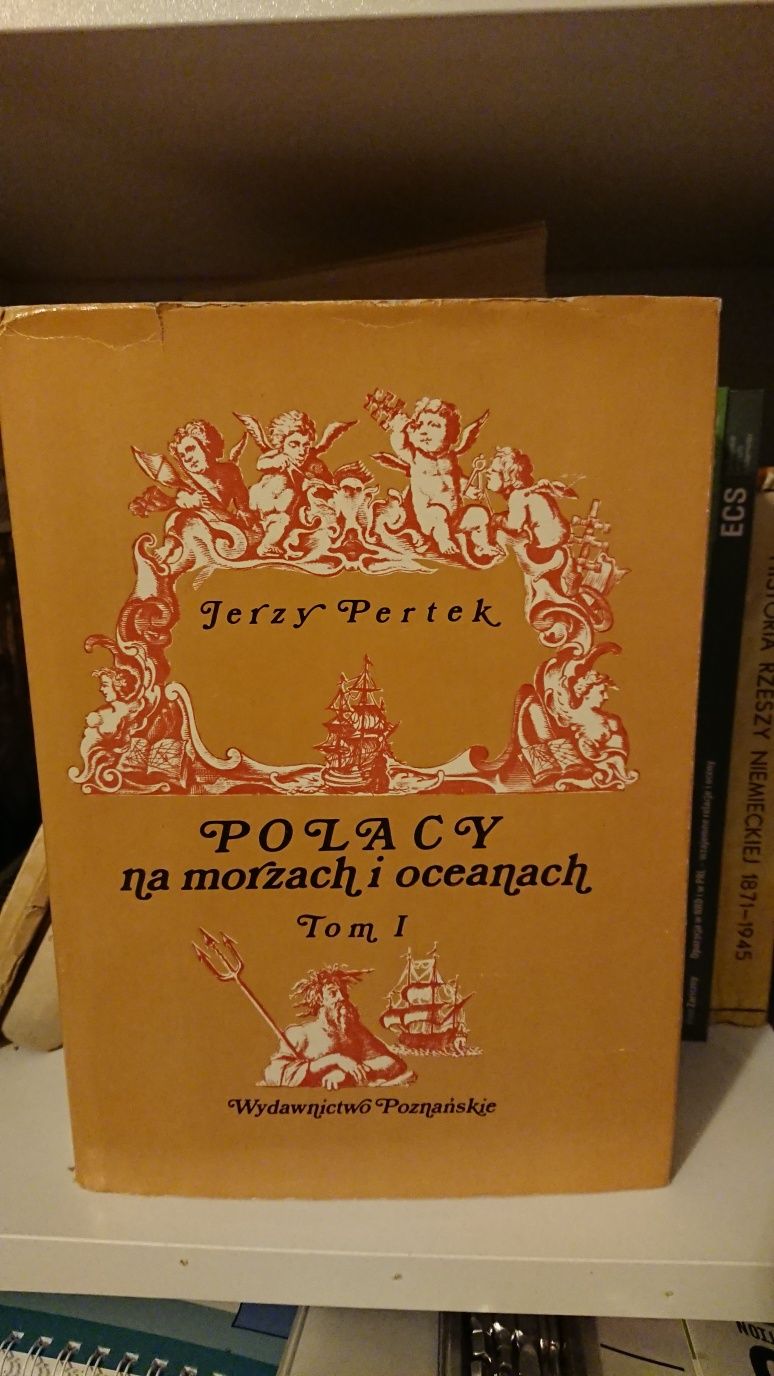 Jerzy Pertek
POLACY
na morzach i oceanach
Tom I
Wydawnictwo Poznańskie
ECS
HISTORIA RZESZY NIEMIECKIEJ 1871-1945